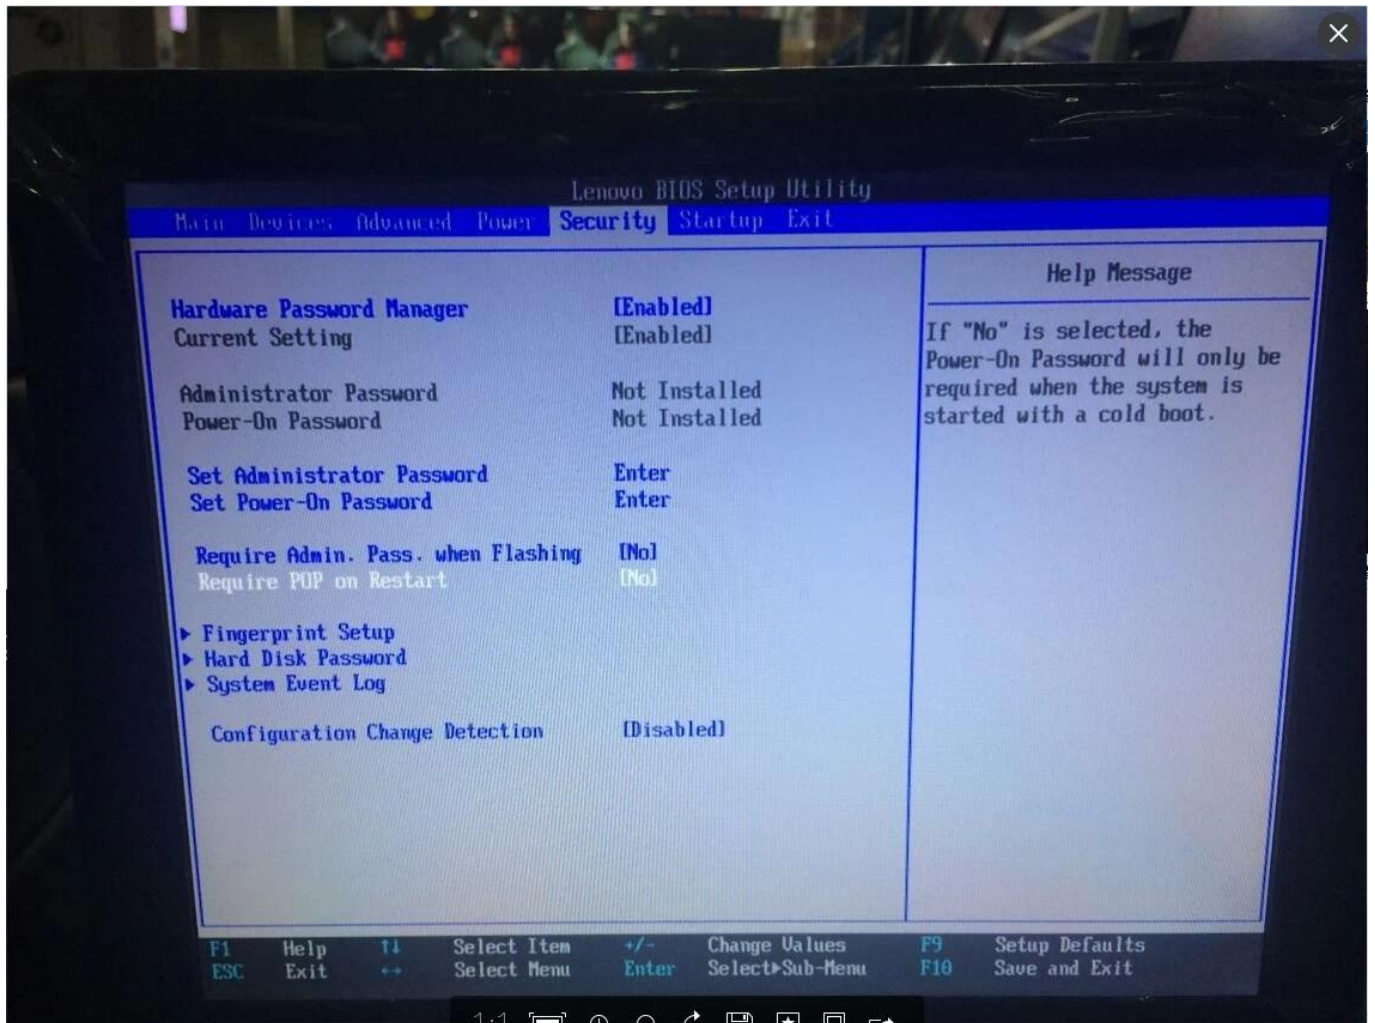 Lenovo BIOS Setup Utility
Main Devices Advanced Power Security Startup Exit
Help Message
Hardware Password Manager [Enabled]
Current Setting [Enabled]
Administrator Password Not Installed
Power-On Password Not Installed
Set Administrator Password Enter
Set Power-On Password Enter
Require Admin. Pass. when Flashing [No]
Require POP on Restart [No]
Fingerprint Setup
Hard Disk Password
System Event Log
Configuration Change Detection [Disabled]
If "No" is selected, the
Power-On Password will only be
required when the system is
started with a cold boot.
F1 Help ↑↓ Select Item +/- Change Values F9 Setup Defaults
ESC Exit ←→ Select Menu Enter Select▶Sub-Menu F10 Save and Exit
1:1